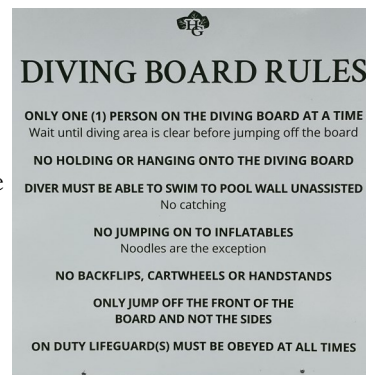 HG
DIVING BOARD RULES
ONLY ONE (1) PERSON ON THE DIVING BOARD AT A TIME
Wait until diving area is clear before jumping off the board
NO HOLDING OR HANGING ONTO THE DIVING BOARD
DIVER MUST BE ABLE TO SWIM TO POOL WALL UNASSISTED
No catching
NO JUMPING ON TO INFLATABLES
Noodles are the exception
NO BACKFLIPS, CARTWHEELS OR HANDSTANDS
ONLY JUMP OFF THE FRONT OF THE
BOARD AND NOT THE SIDES
ON DUTY LIFEGUARD(S) MUST BE OBEYED AT ALL TIMES